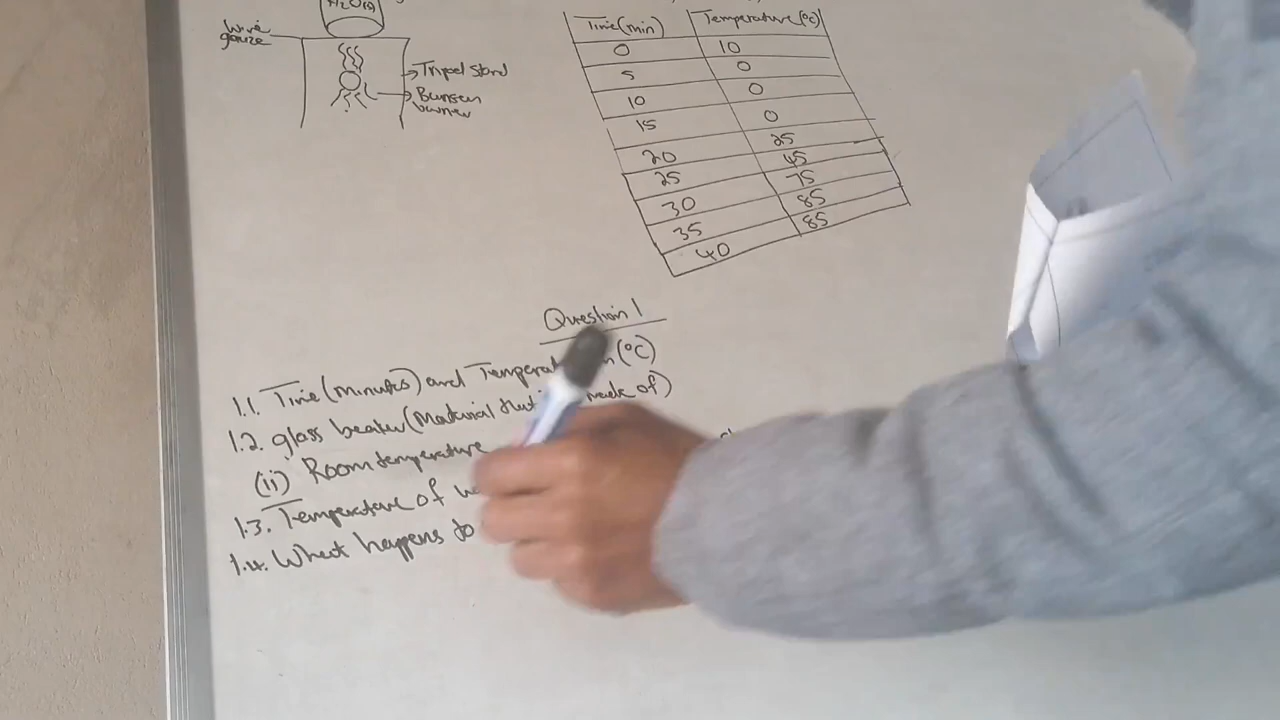 H2O(s)
Wire gauze
Tripod stand
Bunsen burner
Time(min) Temperature(°C)
0 10
5 0
10 0
15 0
20 25
25 45
30 75
35 85
40 85
Question 1
1.1. Time(minutes) and (°C)
1.2. glass beaker(Material that made of)
(ii) Room temperature
1.3. Temperature of
1.4. What happens to